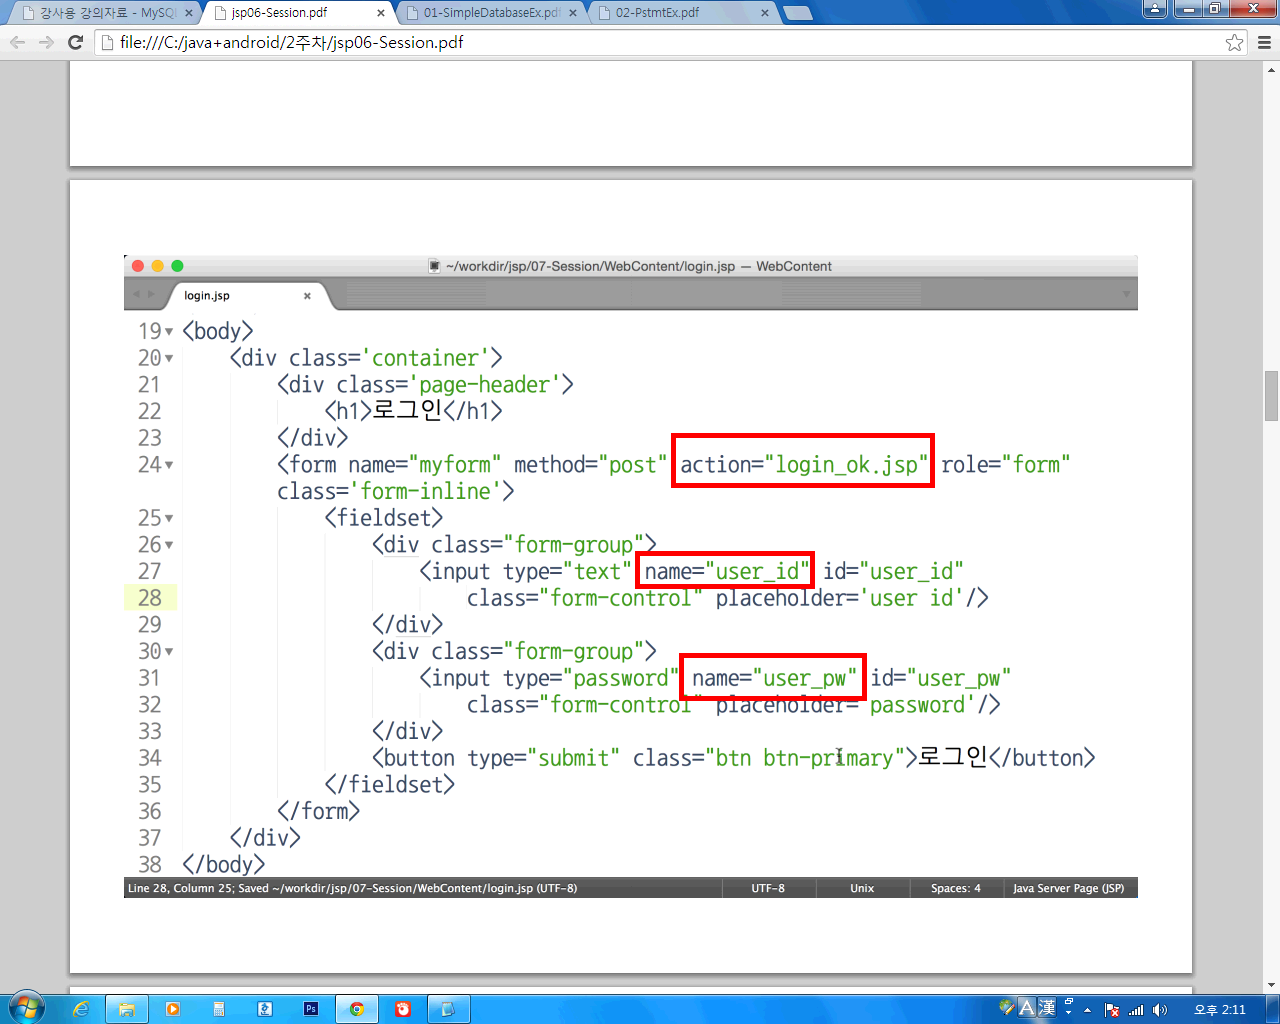 강사용 강의자료 - MySQL
jsp06-Session.pdf
01-SimpleDatabaseEx.pdf
02-PstmtEx.pdf
file:///C:/java+android/2주차/jsp06-Session.pdf
~/workdir/jsp/07-Session/WebContent/login.jsp — WebContent
login.jsp
19 <body>
20 <div class='container'>
21 <div class='page-header'>
22 <h1>로그인</h1>
23 </div>
24 <form name="myform" method="post" action="login_ok.jsp" role="form"
class='form-inline'>
25 <fieldset>
26 <div class="form-group">
27 <input type="text" name="user_id" id="user_id"
28 class="form-control" placeholder='user id'/>
29 </div>
30 <div class="form-group">
31 <input type="password" name="user_pw" id="user_pw"
32 class="form-control" placeholder='password'/>
33 </div>
34 <button type="submit" class="btn btn-primary">로그인</button>
35 </fieldset>
36 </form>
37 </div>
38 </body>
Line 28, Column 25; Saved ~/workdir/jsp/07-Session/WebContent/login.jsp (UTF-8)
UTF-8
Unix
Spaces: 4
Java Server Page (JSP)
Ps
A 漢
오후 2:11